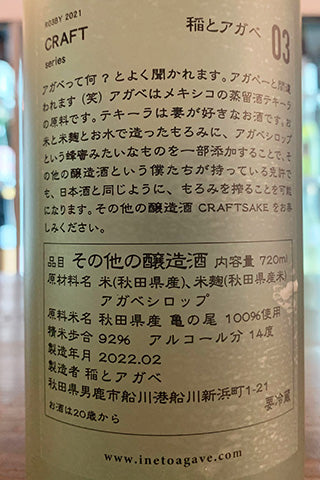 R03BY 2021
CRAFT
series
稲とアガベ 03
アガベって何？とよく聞かれます。アガペーと間違
われます（笑）アガベはメキシコの蒸留酒テキーラ
の原料です。テキーラは妻が好きなお酒です。お
米と米麹とお水で造ったもろみに、アガベシロップ
という蜂蜜みたいなものを一部添加することで、そ
の他の醸造酒という僕たちが持っている免許で
も、日本酒と同じように、もろみを搾ることを可能
になります。その他の醸造酒 CRAFTSAKE をお楽
しみください。
品目 その他の醸造酒 内容量 720ml
原材料名 米(秋田県産)、米麹(秋田県産米)
アガベシロップ
原料米名 秋田県産 亀の尾 100%使用
精米歩合 92% アルコール分 14度
製造年月 2022.02
製造者 稲とアガベ
秋田県男鹿市船川港船川新浜町1-21
お酒は20歳から
要冷蔵
www.inetoagave.com